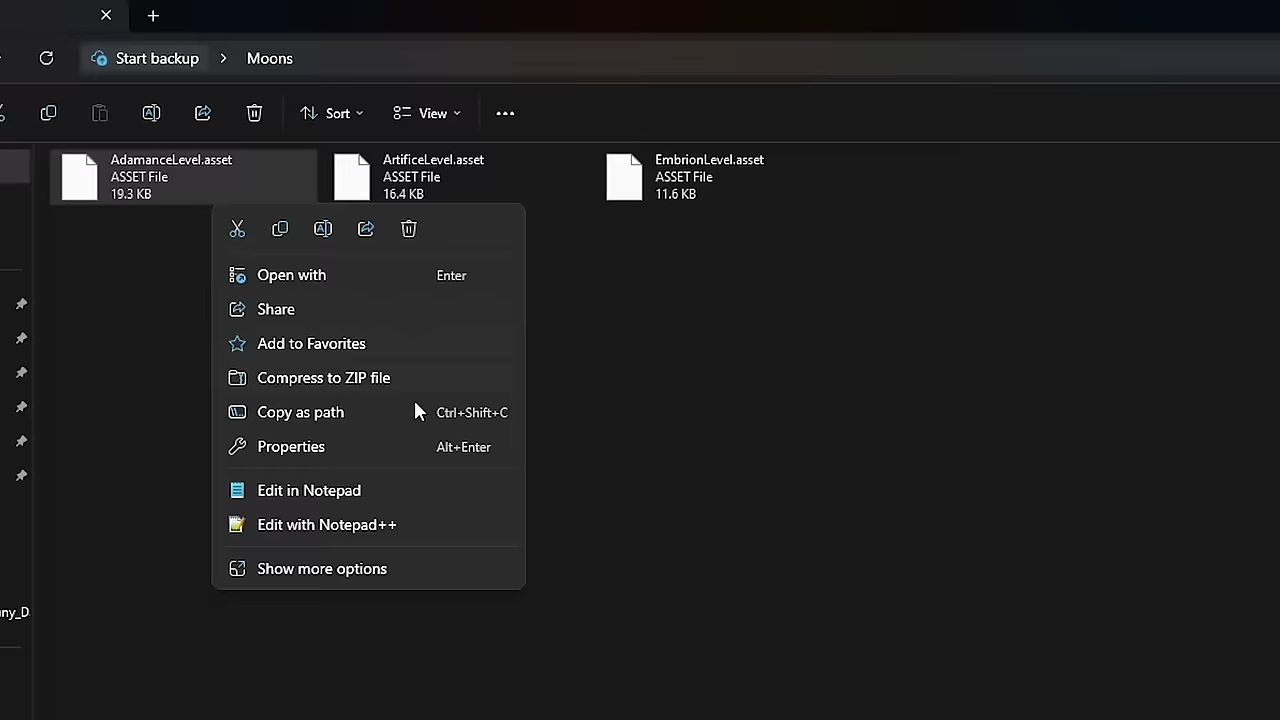 Start backup > Moons
Sort View
AdamanceLevel.asset
ASSET File
19.3 KB
ArtificeLevel.asset
ASSET File
16.4 KB
EmbrionLevel.asset
ASSET File
11.6 KB
Open with Enter
Share
Add to Favorites
Compress to ZIP file
Copy as path Ctrl+Shift+C
Properties Alt+Enter
Edit in Notepad
Edit with Notepad++
Show more options
ny_D